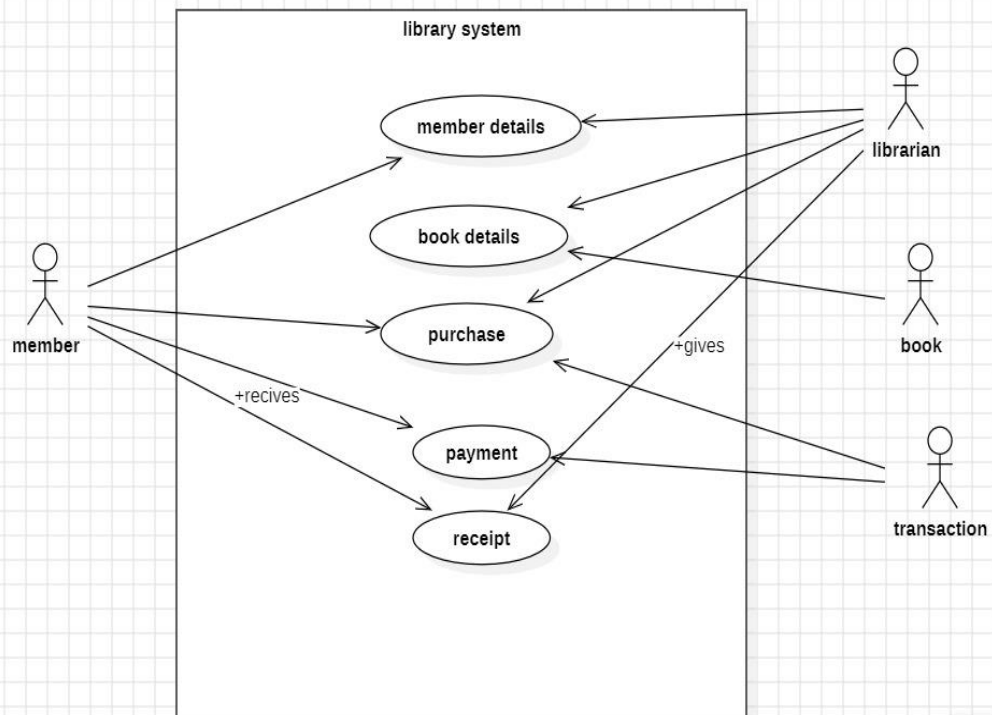 library system
member details
librarian
book details
member
purchase
book
+gives
+recives
payment
transaction
receipt